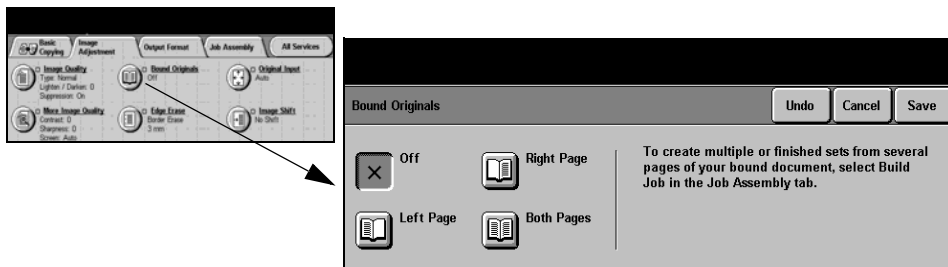 Basic Copying
Image Adjustment
Output Format
Job Assembly
All Services
Image Quality
Type: Normal
Lighten / Darken: 0
Suppression: On
Bound Originals
Off
Original Input
Auto
More Image Quality
Contrast: 0
Sharpness: 0
Screen: Auto
Edge Erase
Border Erase
3 mm
Image Shift
No Shift
Bound Originals
Undo
Cancel
Save
Off
Right Page
Left Page
Both Pages
To create multiple or finished sets from several
pages of your bound document, select Build
Job in the Job Assembly tab.